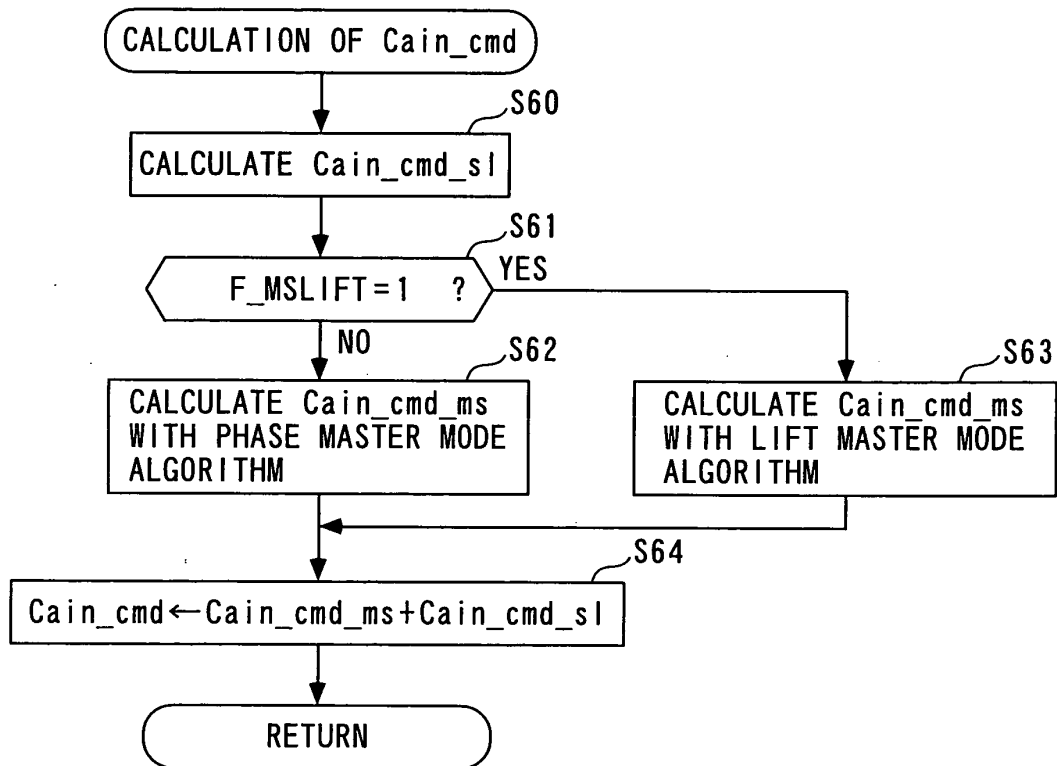 CALCULATION OF Cain_cmd
S60
CALCULATE Cain_cmd_sl
S61
F_MSLIFT=1 ?
YES
NO
S62
CALCULATE Cain_cmd_ms
WITH PHASE MASTER MODE
ALGORITHM
S63
CALCULATE Cain_cmd_ms
WITH LIFT MASTER MODE
ALGORITHM
S64
Cain_cmd←Cain_cmd_ms+Cain_cmd_sl
RETURN